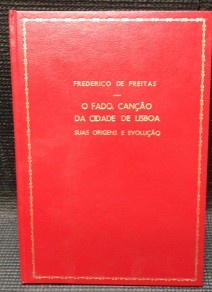 FREDERICO DE FREITAS
O FADO, CANÇÃO
DA CIDADE DE LISBOA
SUAS ORIGENS E EVOLUÇÃO